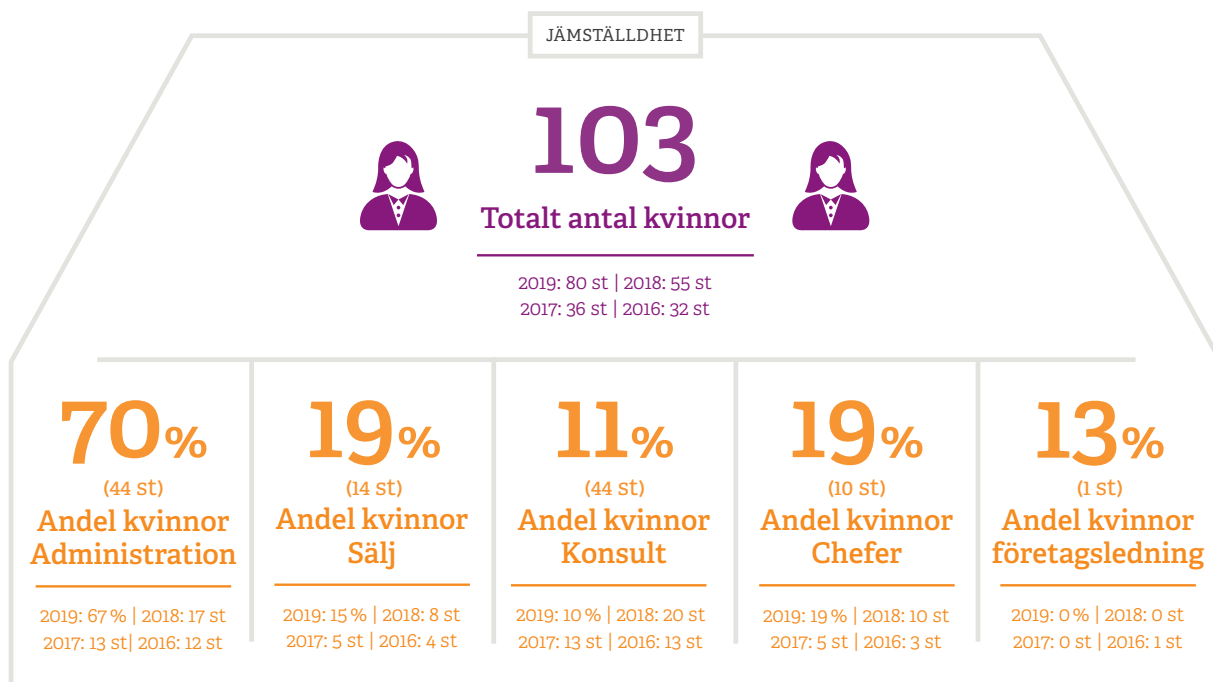 JÄMSTÄLLDHET
103
Totalt antal kvinnor
2019: 80 st | 2018: 55 st
2017: 36 st | 2016: 32 st
70%
(44 st)
Andel kvinnor
Administration
2019: 67 % | 2018: 17 st
2017: 13 st| 2016: 12 st
19%
(14 st)
Andel kvinnor
Sälj
2019: 15 % | 2018: 8 st
2017: 5 st | 2016: 4 st
11%
(44 st)
Andel kvinnor
Konsult
2019: 10 % | 2018: 20 st
2017: 13 st | 2016: 13 st
19%
(10 st)
Andel kvinnor
Chefer
2019: 19 % | 2018: 10 st
2017: 5 st | 2016: 3 st
13%
(1 st)
Andel kvinnor
företagsledning
2019: 0 % | 2018: 0 st
2017: 0 st | 2016: 1 st